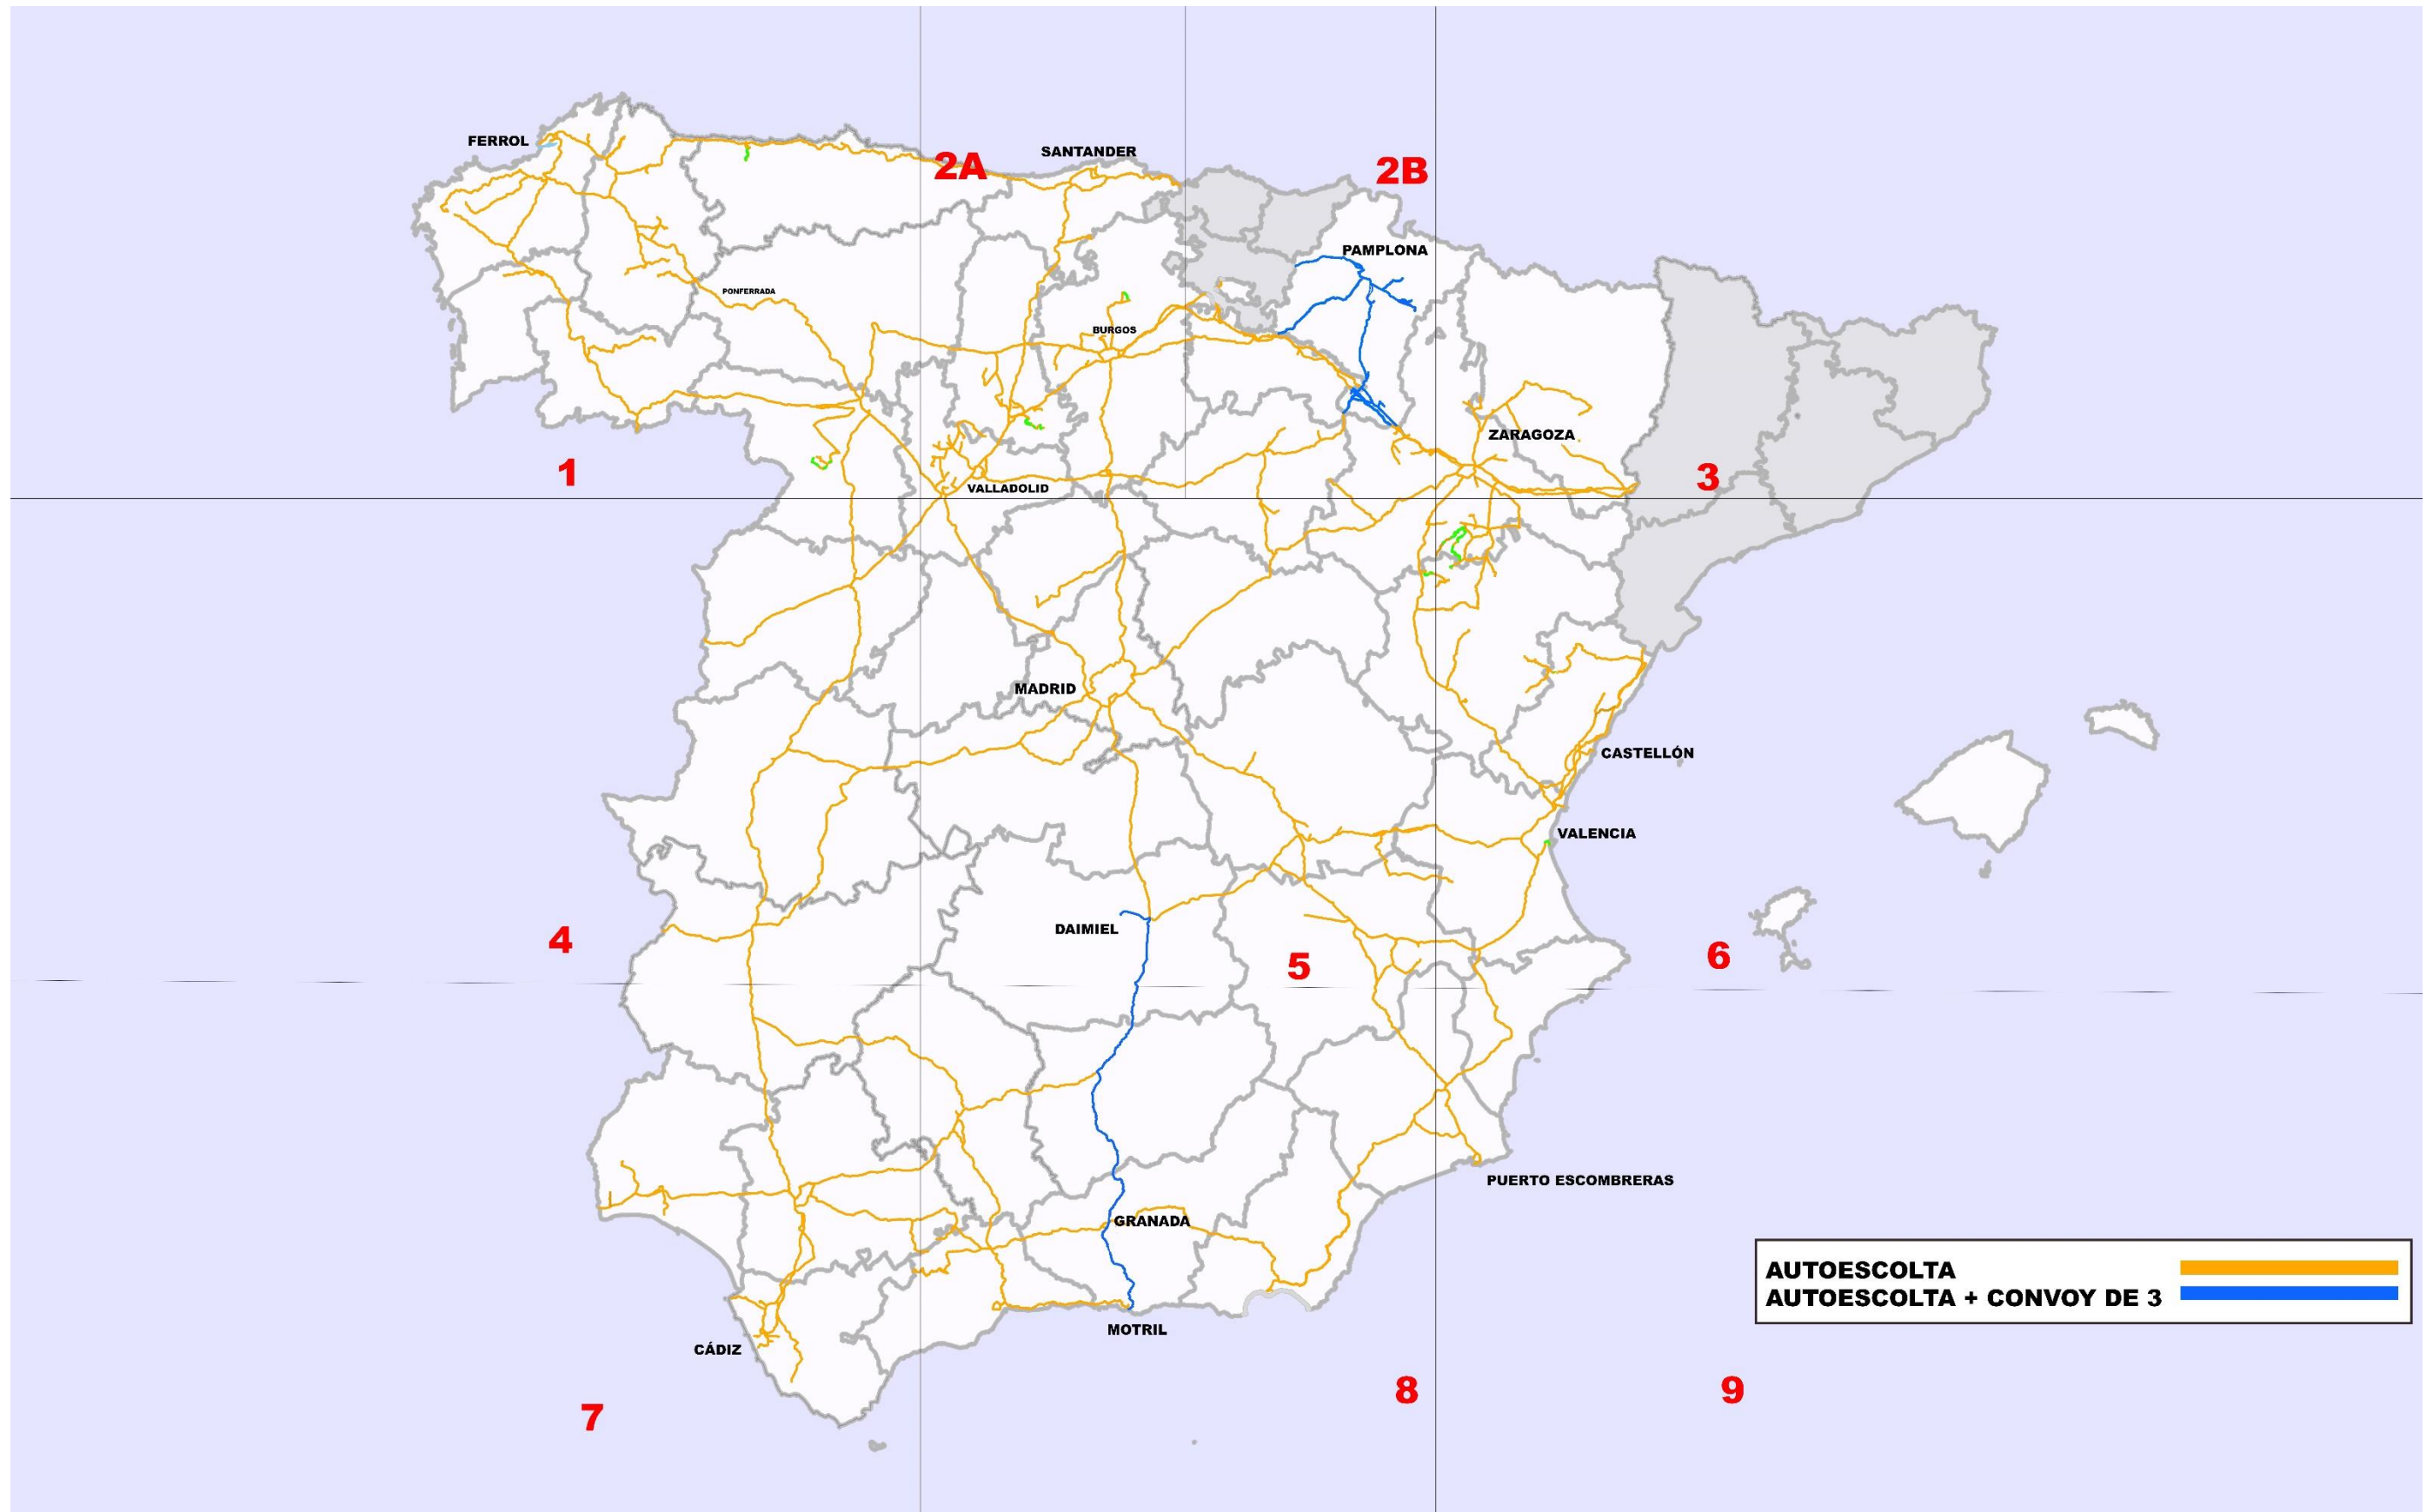 FERROL
SANTANDER
2A
2B
PAMPLONA
PONFERRADA
BURGOS
ZARAGOZA
1
3
VALLADOLID
MADRID
CASTELLÓN
VALENCIA
DAIMIEL
4
5
6
PUERTO ESCOMBRERAS
GRANADA
AUTOESCOLTA
AUTOESCOLTA + CONVOY DE 3
MOTRIL
CÁDIZ
7
8
9